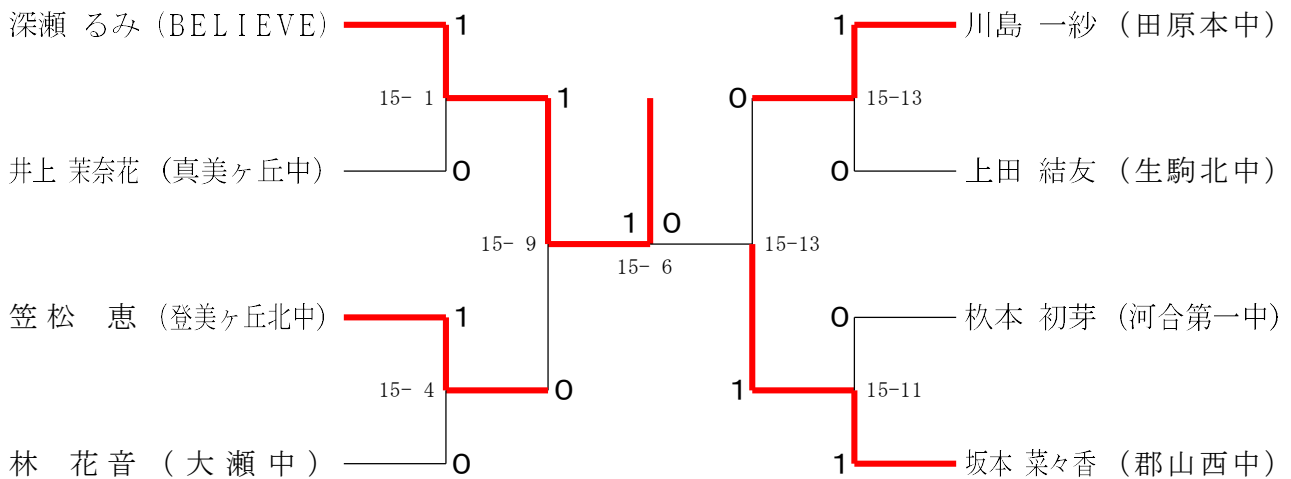 深瀬 るみ (BELIEVE) 1 1 川島 一紗 (田原本中)
15- 1 1 0 15-13
井上 茉奈花 (真美ヶ丘中) 0 0 上田 結友 (生駒北中)
1 0
15- 9 15- 6 15-13
笠松 恵 (登美ヶ丘北中) 1 0 杦本 初芽 (河合第一中)
15- 4 0 1 15-11
林 花音 (大瀬中) 0 1 坂本 菜々香 (郡山西中)